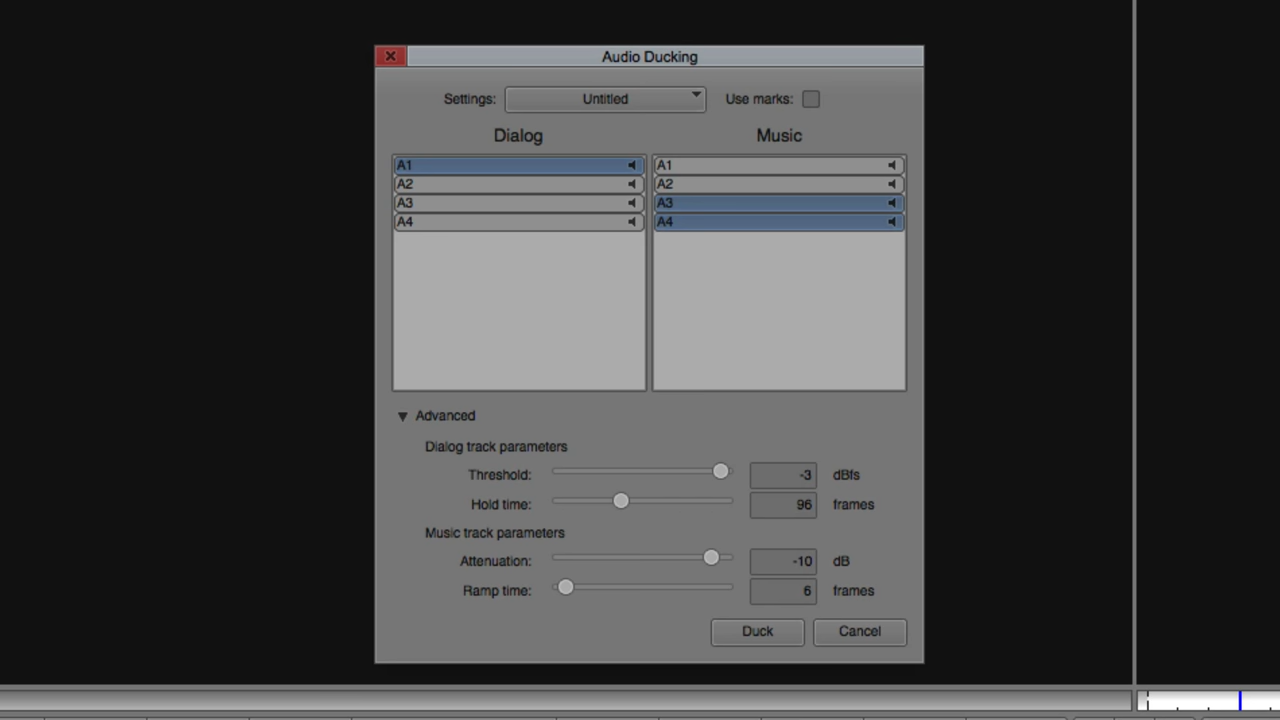 Audio Ducking
Settings: Untitled Use marks:
Dialog Music
A1 A1
A2 A2
A3 A3
A4 A4
Advanced
Dialog track parameters
Threshold: -3 dBfs
Hold time: 96 frames
Music track parameters
Attenuation: -10 dB
Ramp time: 6 frames
Duck Cancel